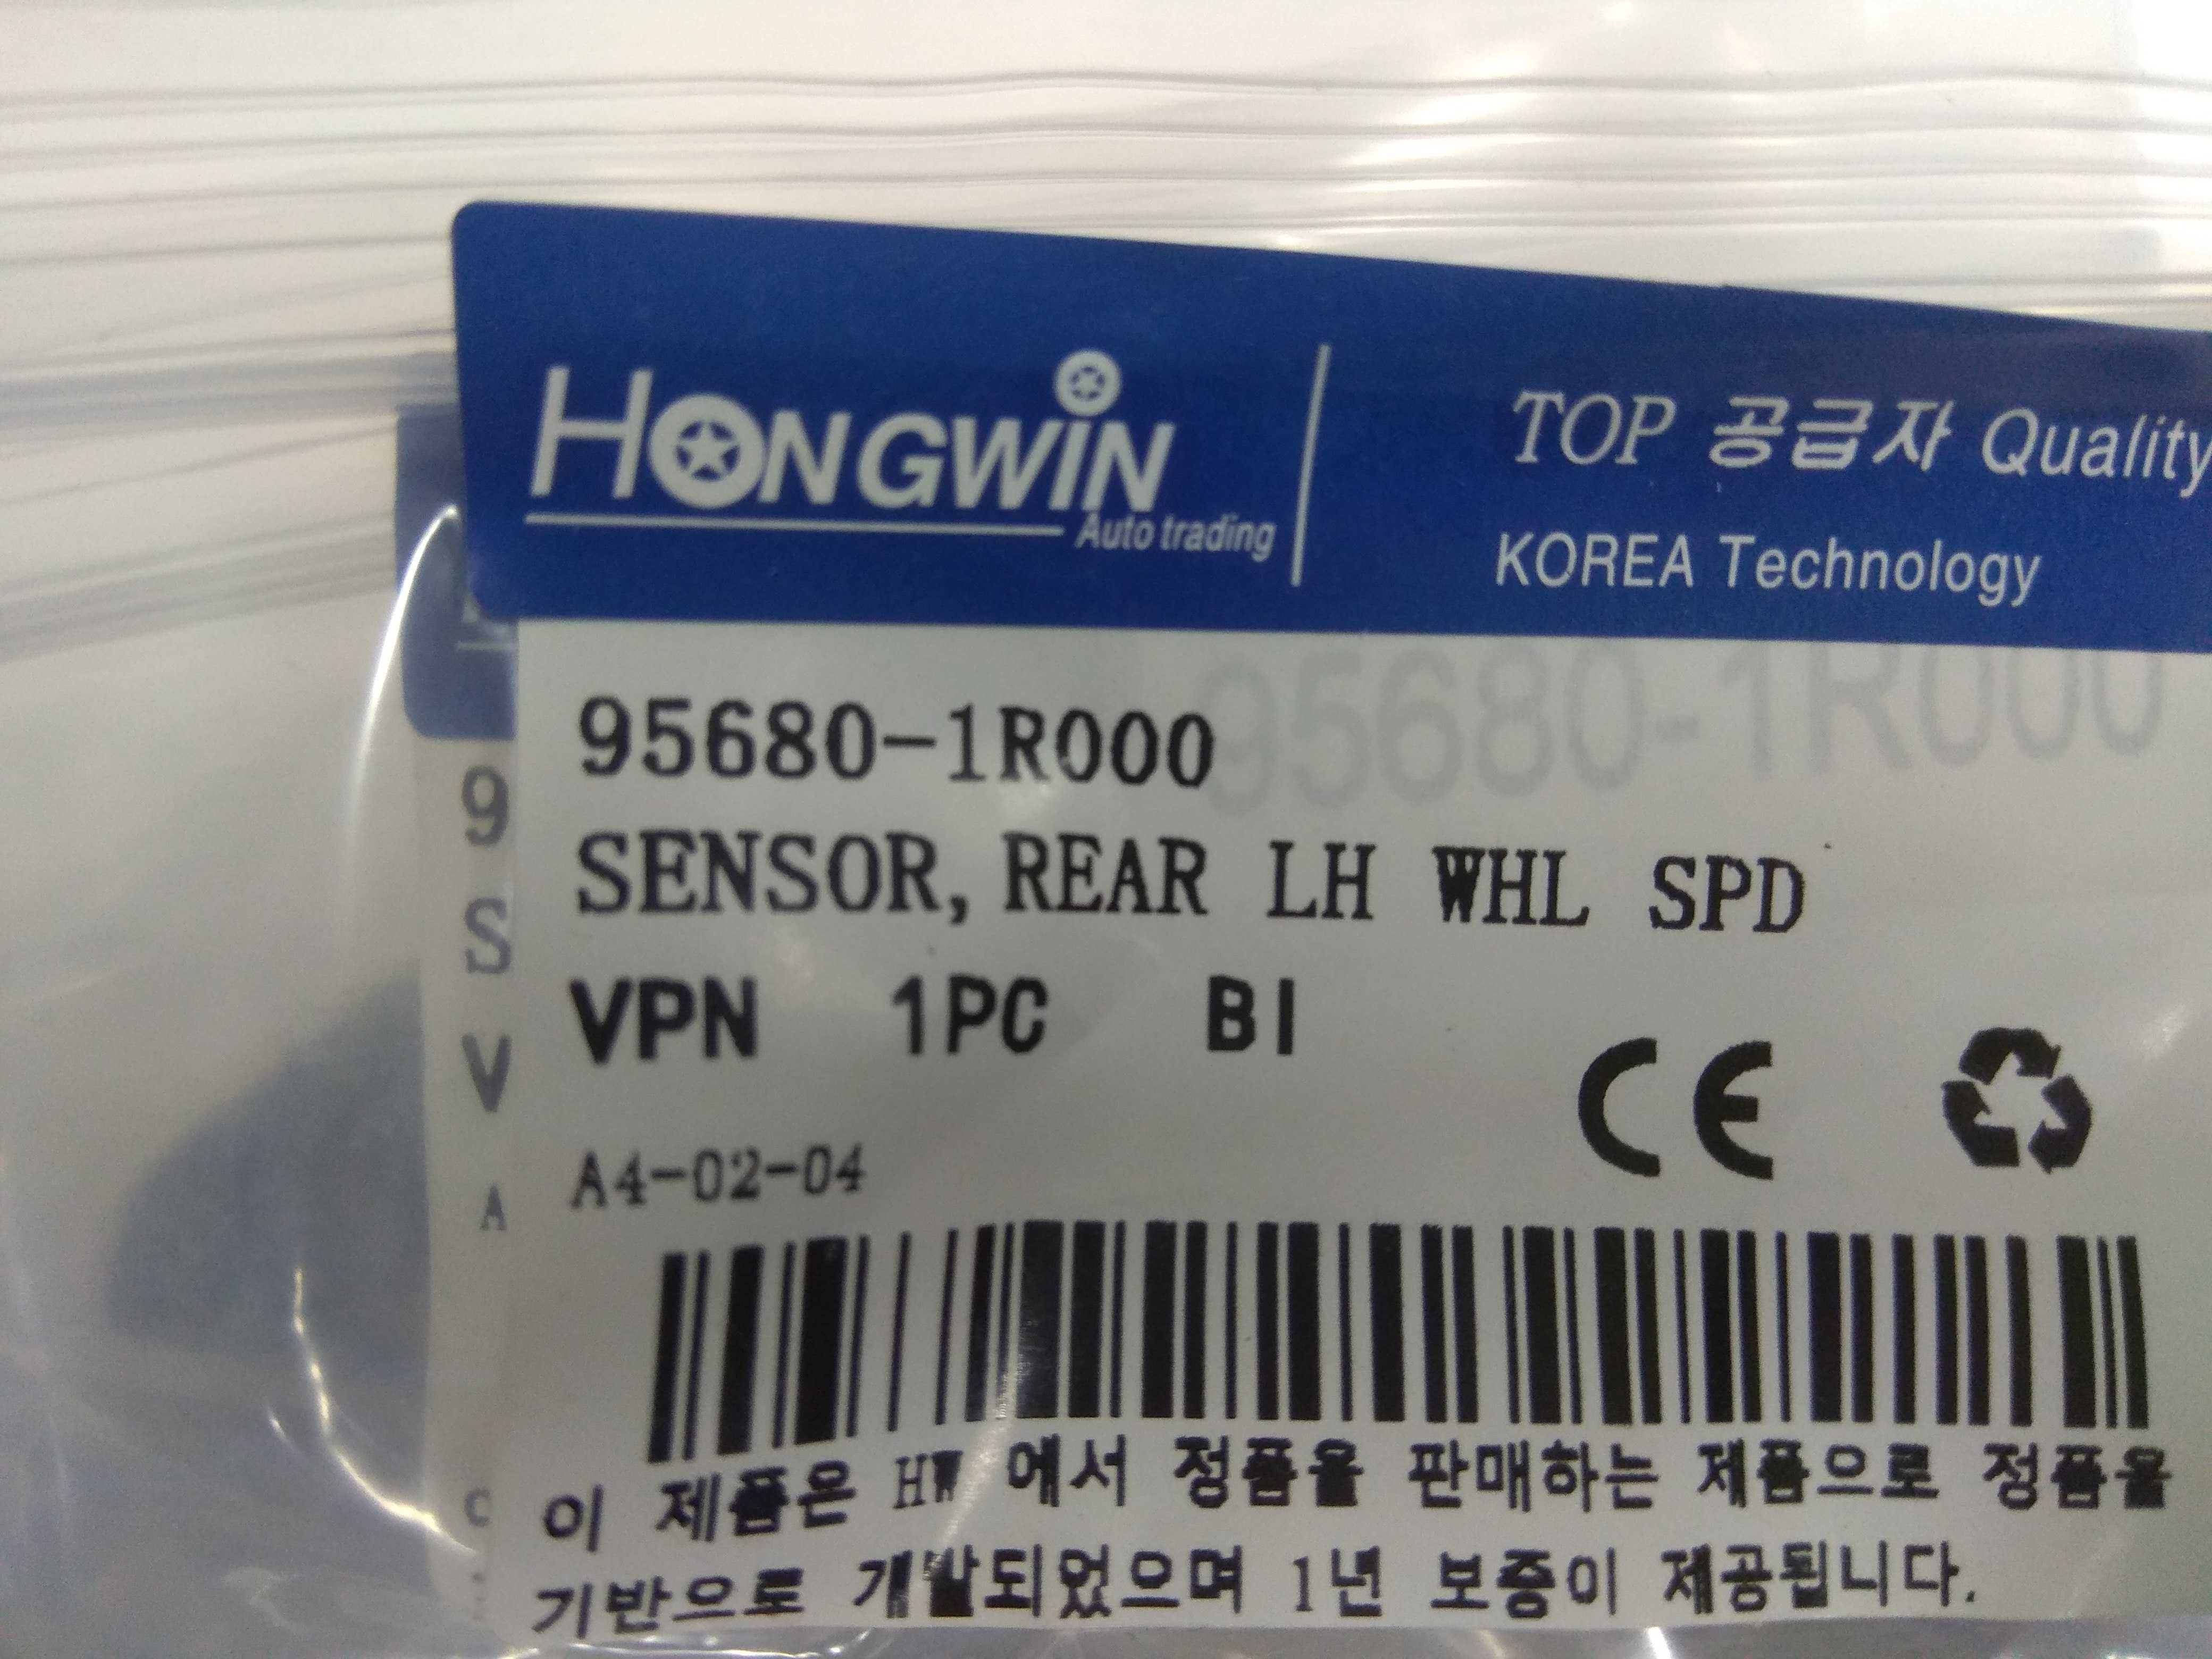 HONGWIN
Auto trading
TOP 공급자 Quality
KOREA Technology
95680-1R000
95680-1R000
SENSOR, REAR LH WHL SPD
VPN 1PC BI
CE
A4-02-04
이 제품은 HW 에서 정품을 판매하는 제품으로 정품을
기반으로 개발되었으며 1년 보증이 제공됩니다.
9
S
V
A